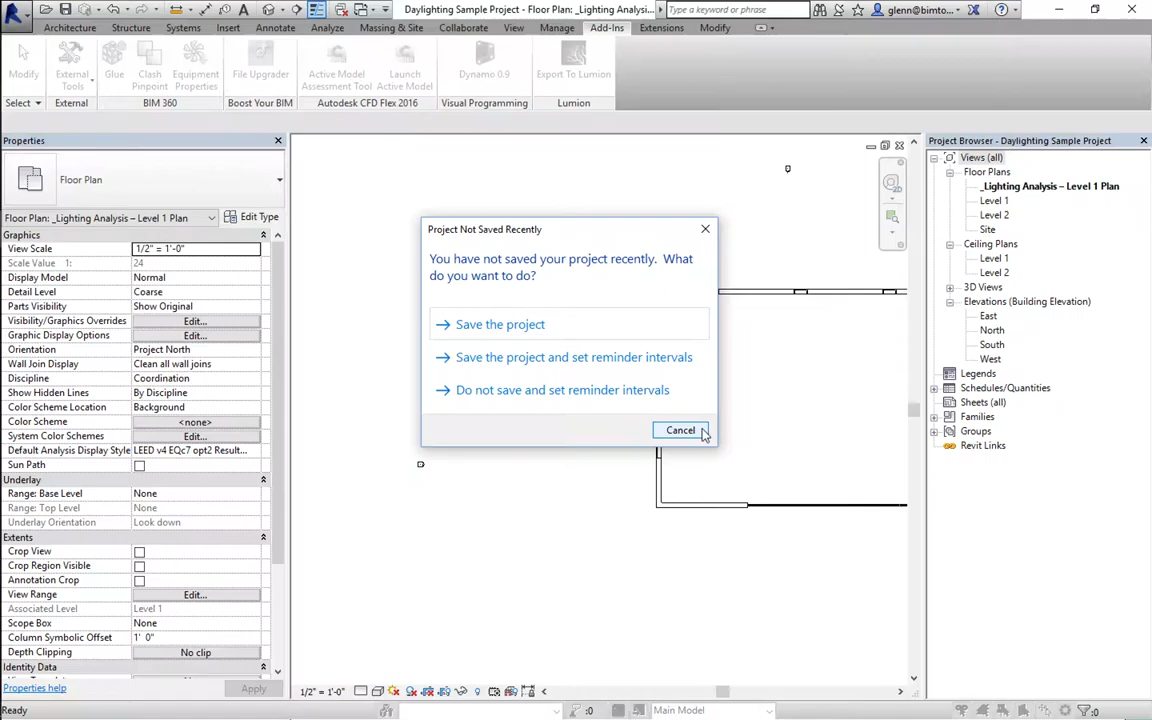 Daylighting Sample Project - Floor Plan: _Lighting Analysi...
Type a keyword or phrase
glenn@bimto...
Architecture Structure Systems Insert Annotate Analyze Massing & Site Collaborate View Manage Add-Ins Extensions Modify
Modify
External Tools
Glue
Clash Pinpoint
Equipment Properties
File Upgrader
Active Model Assessment Tool
Launch Active Model
Dynamo 0.9
Export To Lumion
Select External BIM 360 Boost Your BIM Autodesk CFD Flex 2016 Visual Programming Lumion
Properties
Floor Plan
Floor Plan: _Lighting Analysis – Level 1 Plan Edit Type
Graphics
View Scale 1/2" = 1'-0"
Scale Value 1: 24
Display Model Normal
Detail Level Coarse
Parts Visibility Show Original
Visibility/Graphics Overrides Edit...
Graphic Display Options Edit...
Orientation Project North
Wall Join Display Clean all wall joins
Discipline Coordination
Show Hidden Lines By Discipline
Color Scheme Location Background
Color Scheme <none>
System Color Schemes Edit...
Default Analysis Display Style LEED v4 EQc7 opt2 Result...
Sun Path
Underlay
Range: Base Level None
Range: Top Level None
Underlay Orientation Look down
Extents
Crop View
Crop Region Visible
Annotation Crop
View Range Edit...
Associated Level Level 1
Scope Box None
Column Symbolic Offset 1' 0"
Depth Clipping No clip
Identity Data
Properties help Apply
Project Not Saved Recently
You have not saved your project recently. What
do you want to do?
Save the project
Save the project and set reminder intervals
Do not save and set reminder intervals
Cancel
Project Browser - Daylighting Sample Project
Views (all)
Floor Plans
_Lighting Analysis – Level 1 Plan
Level 1
Level 2
Site
Ceiling Plans
Level 1
Level 2
3D Views
Elevations (Building Elevation)
East
North
South
West
Legends
Schedules/Quantities
Sheets (all)
Families
Groups
Revit Links
1/2" = 1'-0"
Ready :0 Main Model :0